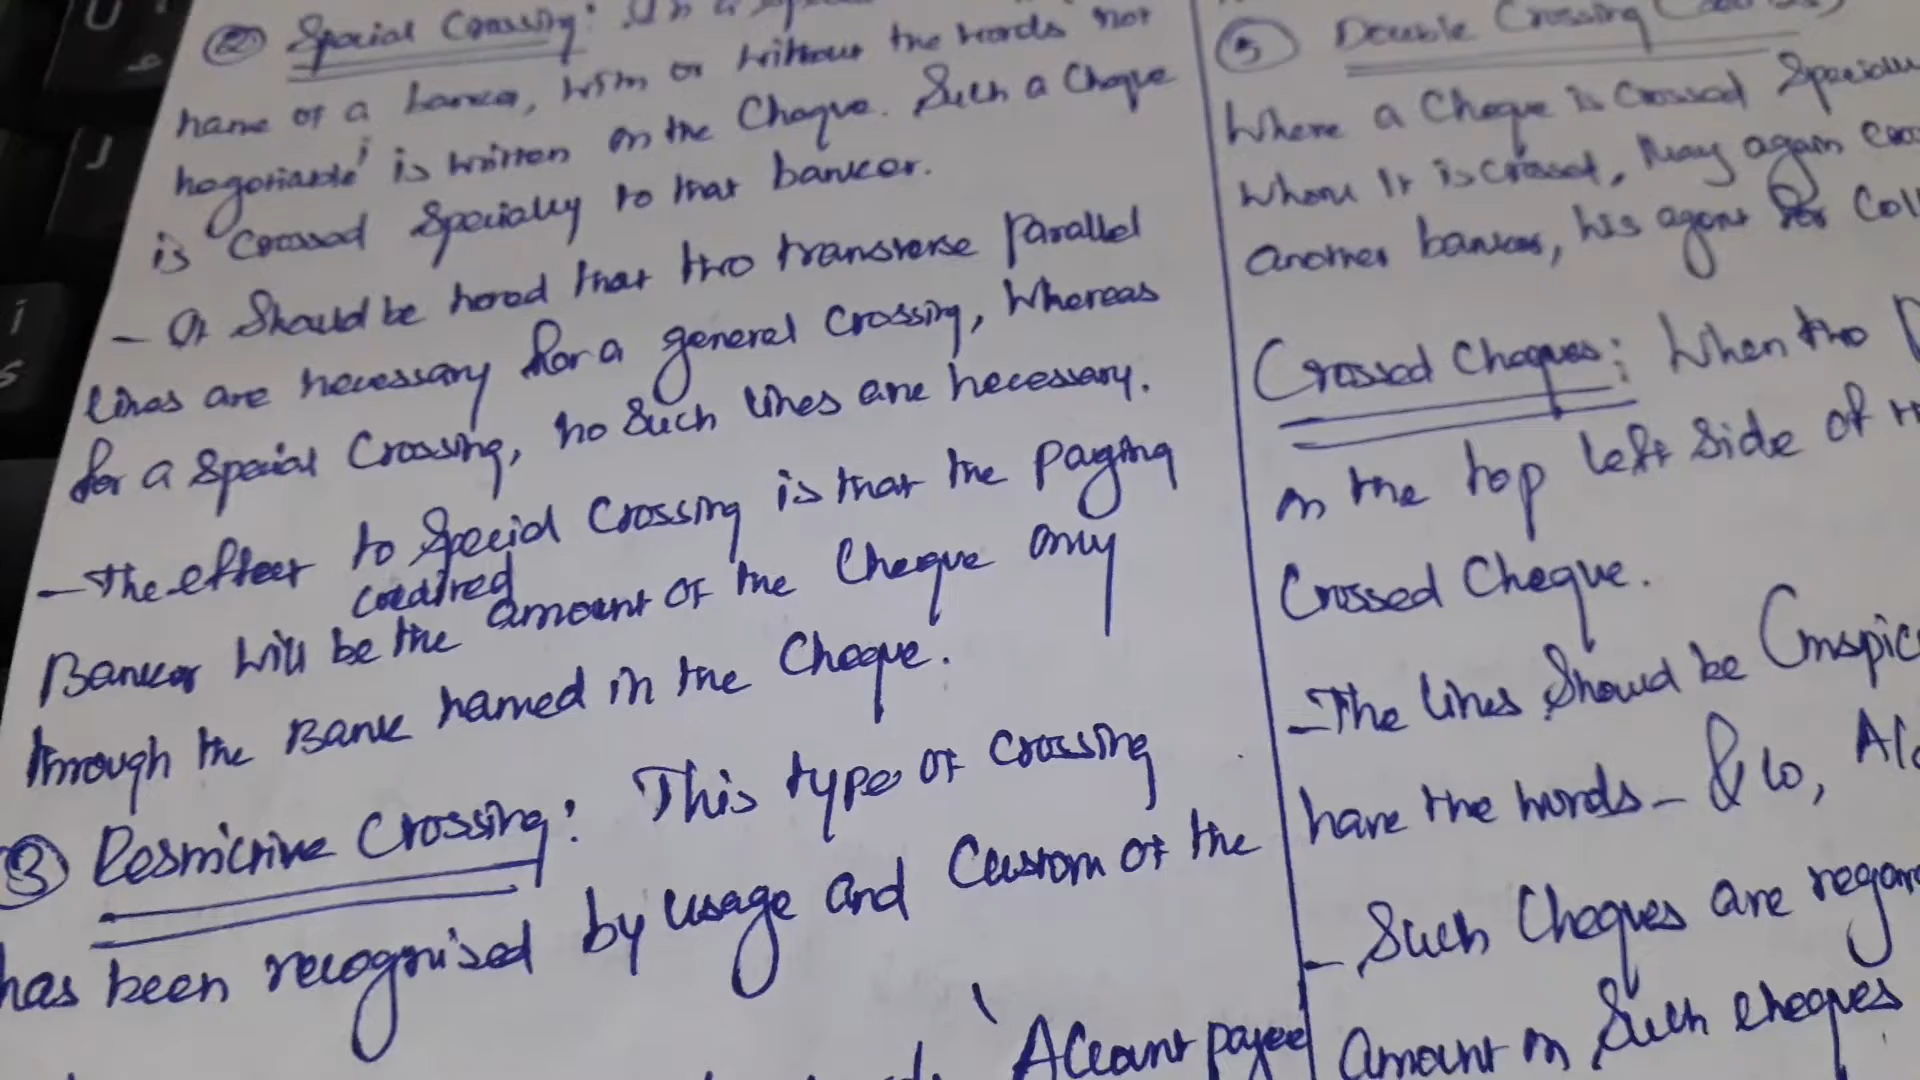 ② Special Crossing: In a
name of a banker, with or without the words 'not
negotiable' is written on the Cheque. Such a Cheque
is Crossed Specially to that banker.
- It Should be noted that two transverse parallel
lines are necessary for a general Crossing, Whereas
for a Special Crossing, no Such lines are necessary.
- The effect to Special Crossing is that the paying
credited
Banker will be the amount of the Cheque only
through the Bank named in the Cheque.
③ Restrictive Crossing: This type of Crossing
has been recognised by usage and Custom of the
'Account payee
⑤ Double Crossing
Where a Cheque is Crossed
Whom it is crossed, May again
another banker, his agent for
Crossed Cheques: When two
on the top left Side of
Crossed Cheque.
- The lines Should be
have the words - & Co,
- Such Cheques are
Amount on Such cheques